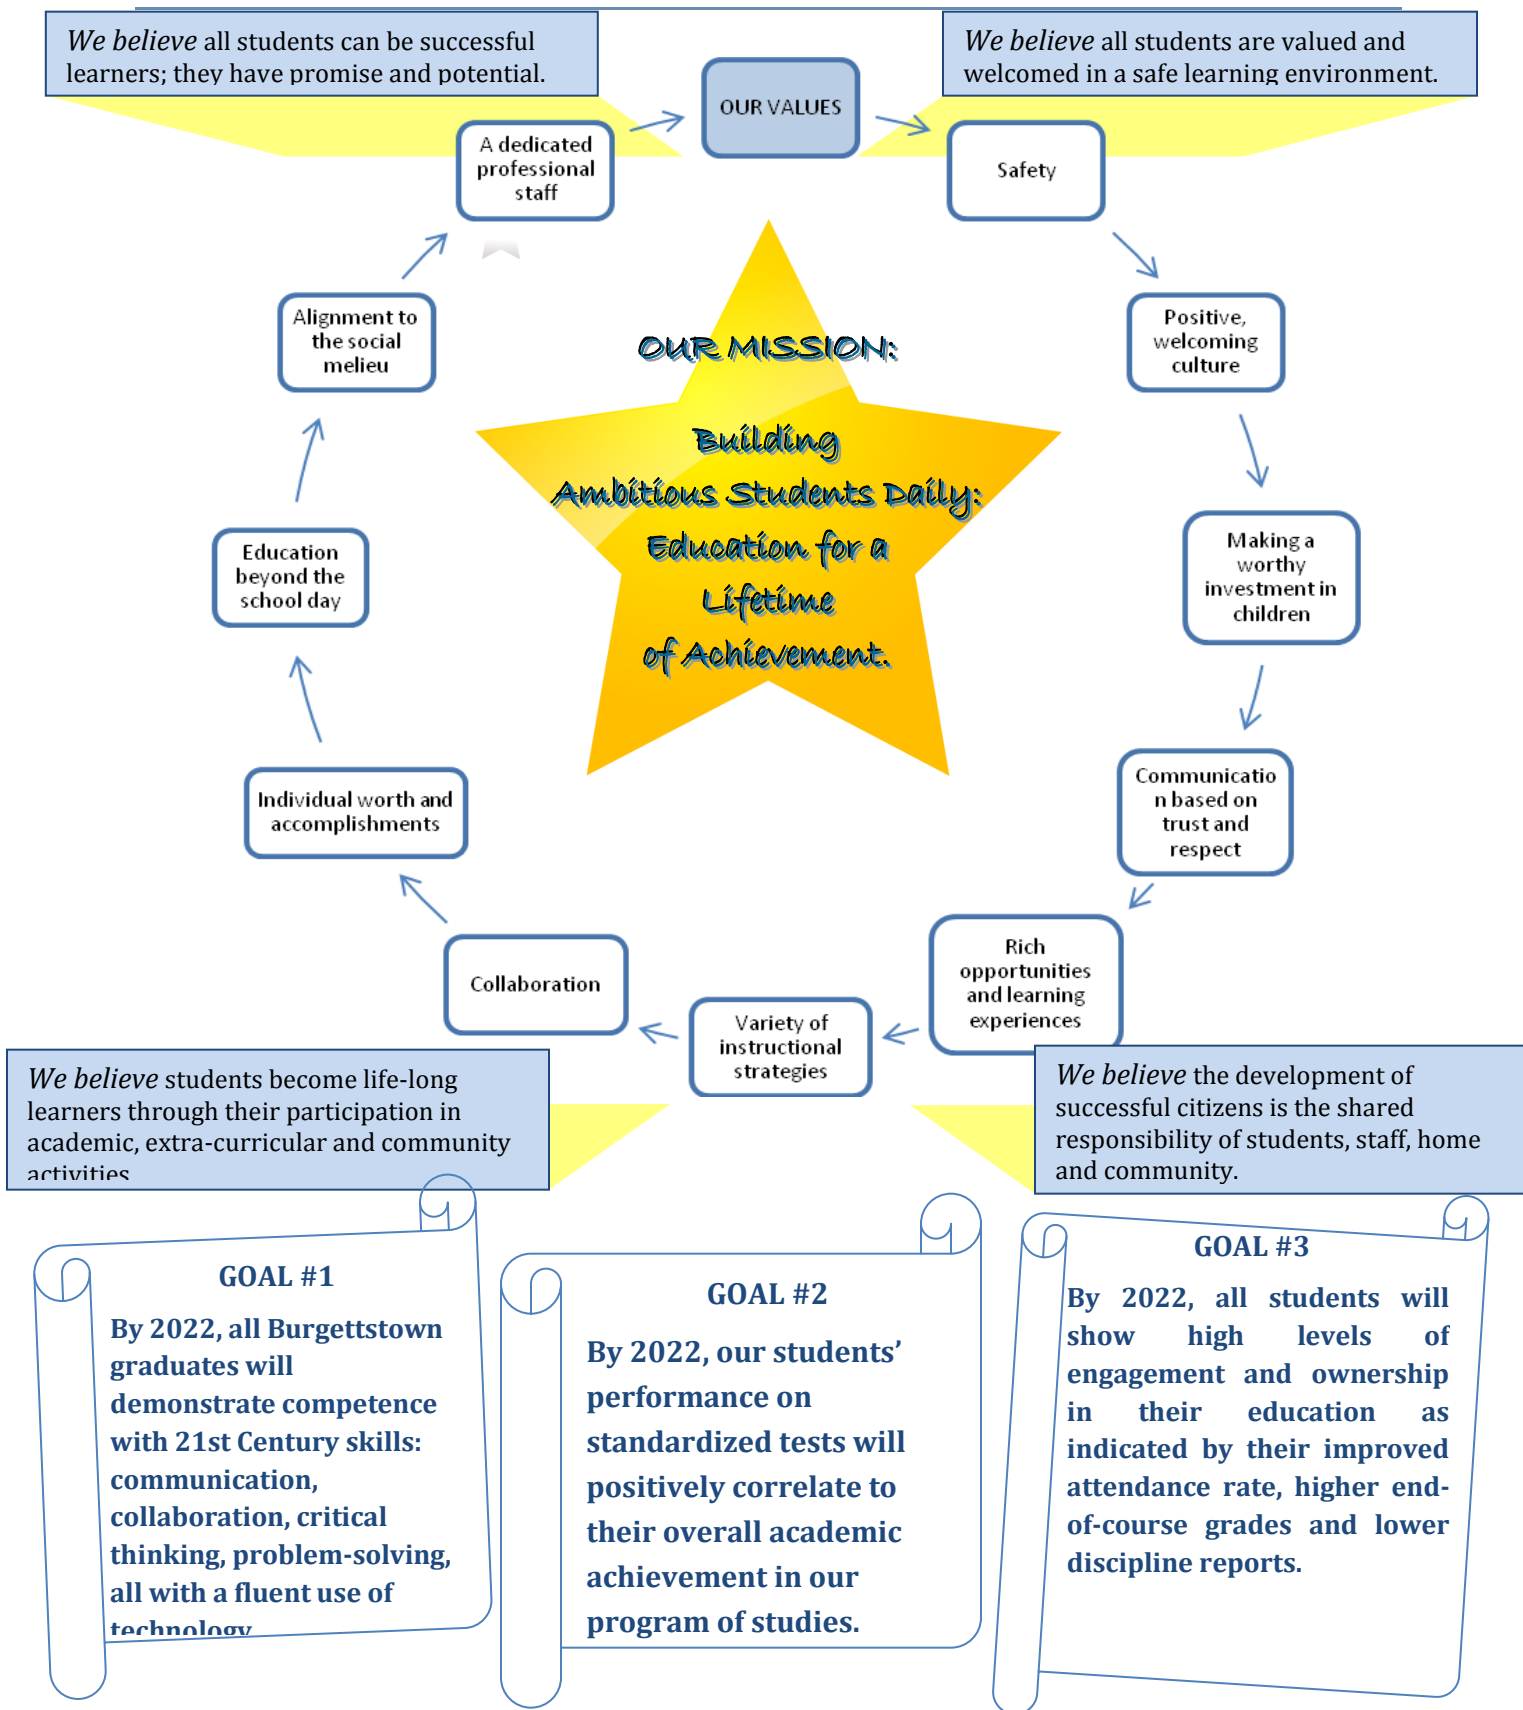 We believe all students can be successful
learners; they have promise and potential.
We believe all students are valued and
welcomed in a safe learning environment.
OUR VALUES
Safety
Positive,
welcoming
culture
Making a
worthy
investment in
children
Communicatio
n based on
trust and
respect
Rich
opportunities
and learning
experiences
Variety of
instructional
strategies
Collaboration
Individual worth and
accomplishments
Education
beyond the
school day
Alignment to
the social
melieu
A dedicated
professional
staff
OUR MISSION:
Building
Ambitious Students Daily:
Education for a
Lifetime
of Achievement.
We believe students become life-long
learners through their participation in
academic, extra-curricular and community
activities
We believe the development of
successful citizens is the shared
responsibility of students, staff, home
and community.
GOAL #1
By 2022, all Burgettstown
graduates will
demonstrate competence
with 21st Century skills:
communication,
collaboration, critical
thinking, problem-solving,
all with a fluent use of
technology
GOAL #2
By 2022, our students’
performance on
standardized tests will
positively correlate to
their overall academic
achievement in our
program of studies.
GOAL #3
By 2022, all students will
show high levels of
engagement and ownership
in their education as
indicated by their improved
attendance rate, higher end-
of-course grades and lower
discipline reports.